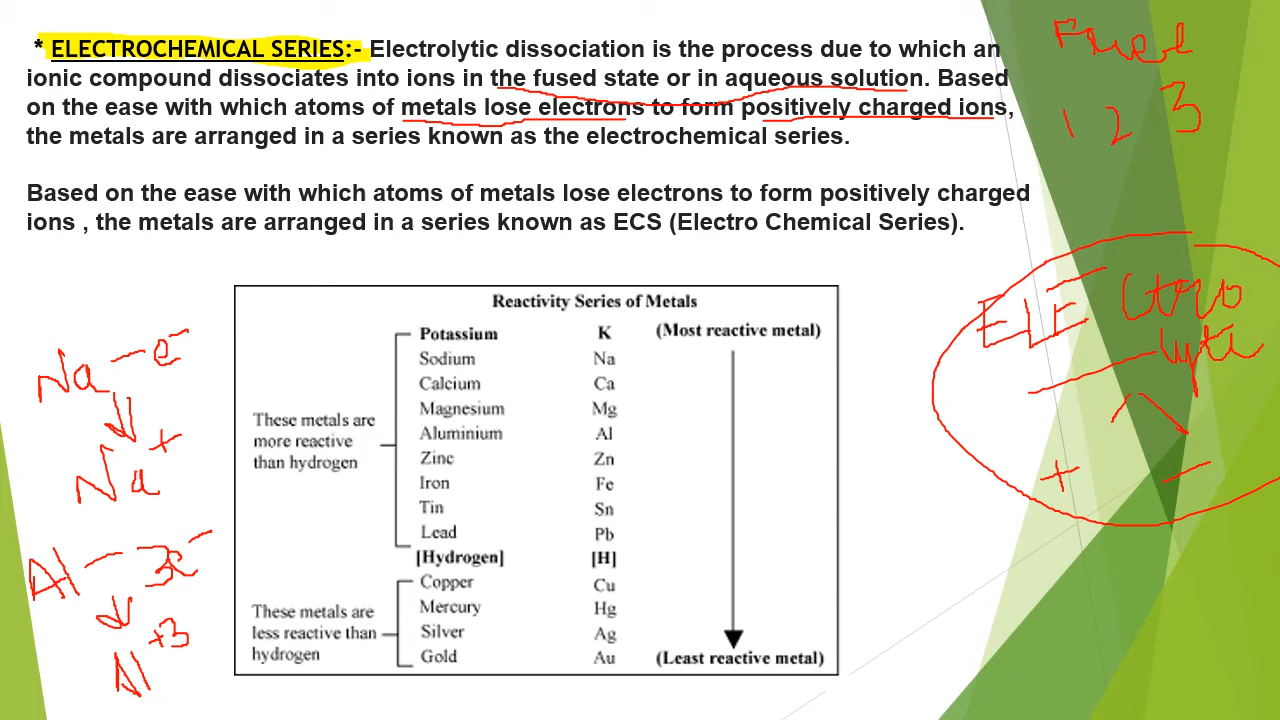 * ELECTROCHEMICAL SERIES:- Electrolytic dissociation is the process due to which an
ionic compound dissociates into ions in the fused state or in aqueous solution. Based
on the ease with which atoms of metals lose electrons to form positively charged ions,
the metals are arranged in a series known as the electrochemical series.
Based on the ease with which atoms of metals lose electrons to form positively charged
ions , the metals are arranged in a series known as ECS (Electro Chemical Series).
Reactivity Series of Metals
Potassium K (Most reactive metal)
Sodium Na
Calcium Ca
Magnesium Mg
Aluminium Al
Zinc Zn
Iron Fe
Tin Sn
Lead Pb
[Hydrogen] [H]
Copper Cu
Mercury Hg
Silver Ag
Gold Au (Least reactive metal)
These metals are
more reactive
than hydrogen
These metals are
less reactive than
hydrogen
Na – e⁻
Na⁺
Al – 3e⁻
Al⁺³
1 2 3
ELECtro
lyte
+ –